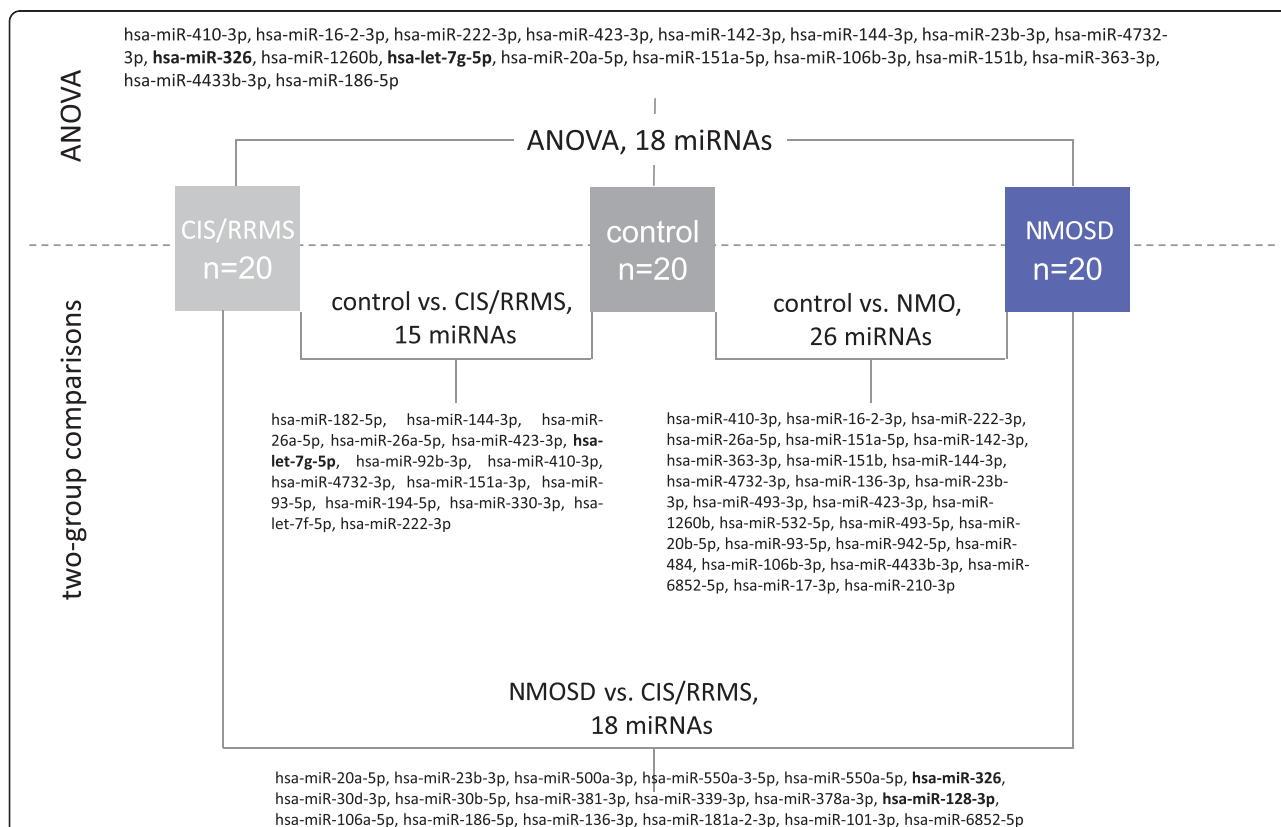 hsa-miR-410-3p, hsa-miR-16-2-3p, hsa-miR-222-3p, hsa-miR-423-3p, hsa-miR-142-3p, hsa-miR-144-3p, hsa-miR-23b-3p, hsa-miR-4732-
3p, hsa-miR-326, hsa-miR-1260b, hsa-let-7g-5p, hsa-miR-20a-5p, hsa-miR-151a-5p, hsa-miR-106b-3p, hsa-miR-151b, hsa-miR-363-3p,
hsa-miR-4433b-3p, hsa-miR-186-5p
ANOVA
ANOVA, 18 miRNAs
CIS/RRMS
n=20
control
n=20
NMOSD
n=20
two-group comparisons
control vs. CIS/RRMS,
15 miRNAs
control vs. NMO,
26 miRNAs
hsa-miR-182-5p, hsa-miR-144-3p, hsa-miR-
26a-5p, hsa-miR-26a-5p, hsa-miR-423-3p, hsa-
let-7g-5p, hsa-miR-92b-3p, hsa-miR-410-3p,
hsa-miR-4732-3p, hsa-miR-151a-3p, hsa-miR-
93-5p, hsa-miR-194-5p, hsa-miR-330-3p, hsa-
let-7f-5p, hsa-miR-222-3p
hsa-miR-410-3p, hsa-miR-16-2-3p, hsa-miR-222-3p,
hsa-miR-26a-5p, hsa-miR-151a-5p, hsa-miR-142-3p,
hsa-miR-363-3p, hsa-miR-151b, hsa-miR-144-3p,
hsa-miR-4732-3p, hsa-miR-136-3p, hsa-miR-23b-
3p, hsa-miR-493-3p, hsa-miR-423-3p, hsa-miR-
1260b, hsa-miR-532-5p, hsa-miR-493-5p, hsa-miR-
20b-5p, hsa-miR-93-5p, hsa-miR-942-5p, hsa-miR-
484, hsa-miR-106b-3p, hsa-miR-4433b-3p, hsa-miR-
6852-5p, hsa-miR-17-3p, hsa-miR-210-3p
NMOSD vs. CIS/RRMS,
18 miRNAs
hsa-miR-20a-5p, hsa-miR-23b-3p, hsa-miR-500a-3p, hsa-miR-550a-3-5p, hsa-miR-550a-5p, hsa-miR-326,
hsa-miR-30d-3p, hsa-miR-30b-5p, hsa-miR-381-3p, hsa-miR-339-3p, hsa-miR-378a-3p, hsa-miR-128-3p,
hsa-miR-106a-5p, hsa-miR-186-5p, hsa-miR-136-3p, hsa-miR-181a-2-3p, hsa-miR-101-3p, hsa-miR-6852-5p